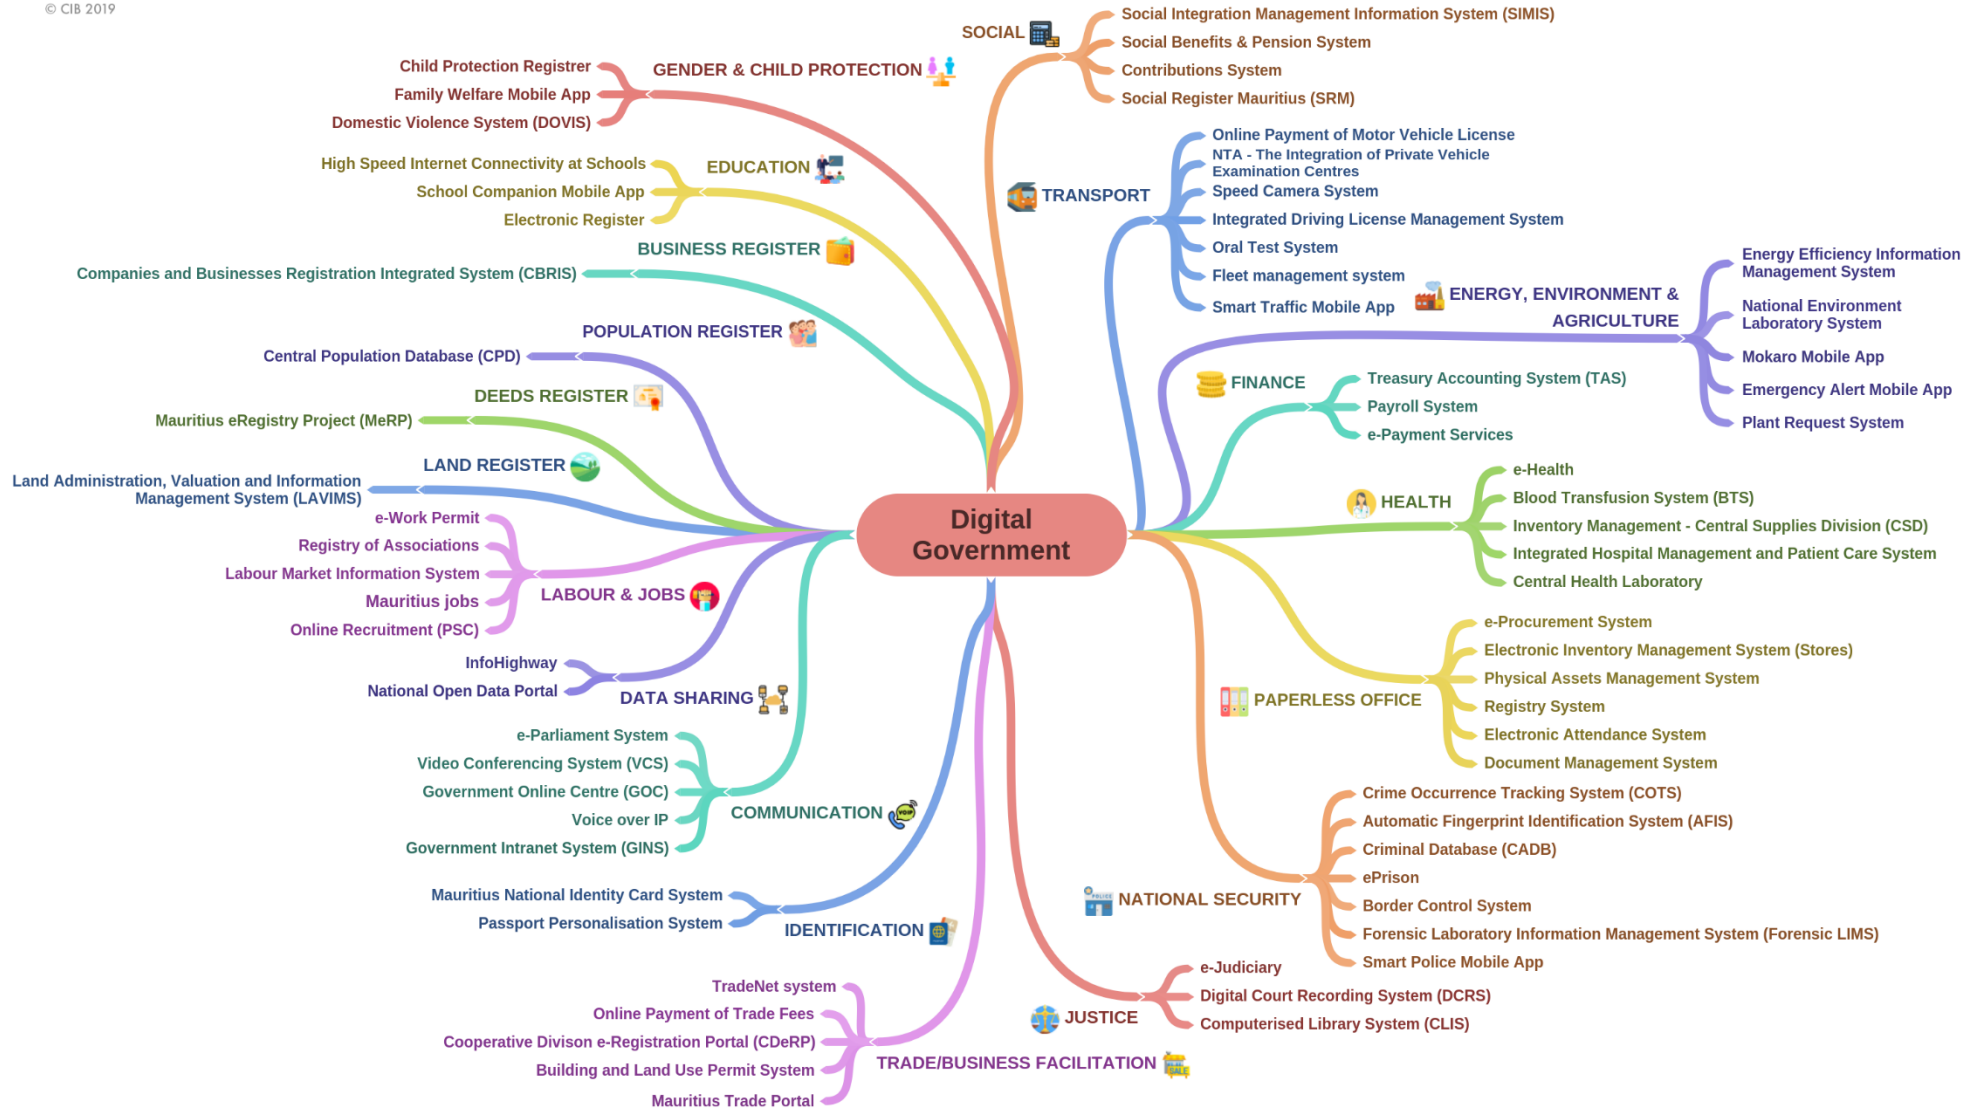 © CIB 2019
SOCIAL
Social Integration Management Information System (SIMIS)
Social Benefits & Pension System
Contributions System
Social Register Mauritius (SRM)
GENDER & CHILD PROTECTION
Child Protection Registrer
Family Welfare Mobile App
Domestic Violence System (DOVIS)
EDUCATION
High Speed Internet Connectivity at Schools
School Companion Mobile App
Electronic Register
BUSINESS REGISTER
Companies and Businesses Registration Integrated System (CBRIS)
POPULATION REGISTER
Central Population Database (CPD)
DEEDS REGISTER
Mauritius eRegistry Project (MeRP)
LAND REGISTER
Land Administration, Valuation and Information
Management System (LAVIMS)
LABOUR & JOBS
e-Work Permit
Registry of Associations
Labour Market Information System
Mauritius jobs
Online Recruitment (PSC)
DATA SHARING
InfoHighway
National Open Data Portal
COMMUNICATION
VOIP
e-Parliament System
Video Conferencing System (VCS)
Government Online Centre (GOC)
Voice over IP
Government Intranet System (GINS)
IDENTIFICATION
Mauritius National Identity Card System
Passport Personalisation System
TRADE/BUSINESS FACILITATION
SALE
TradeNet system
Online Payment of Trade Fees
Cooperative Divison e-Registration Portal (CDeRP)
Building and Land Use Permit System
Mauritius Trade Portal
Digital
Government
TRANSPORT
Online Payment of Motor Vehicle License
NTA - The Integration of Private Vehicle
Examination Centres
Speed Camera System
Integrated Driving License Management System
Oral Test System
Fleet management system
Smart Traffic Mobile App
ENERGY, ENVIRONMENT &
AGRICULTURE
Energy Efficiency Information
Management System
National Environment
Laboratory System
Mokaro Mobile App
Emergency Alert Mobile App
Plant Request System
FINANCE
Treasury Accounting System (TAS)
Payroll System
e-Payment Services
HEALTH
e-Health
Blood Transfusion System (BTS)
Inventory Management - Central Supplies Division (CSD)
Integrated Hospital Management and Patient Care System
Central Health Laboratory
PAPERLESS OFFICE
e-Procurement System
Electronic Inventory Management System (Stores)
Physical Assets Management System
Registry System
Electronic Attendance System
Document Management System
NATIONAL SECURITY
POLICE
Crime Occurrence Tracking System (COTS)
Automatic Fingerprint Identification System (AFIS)
Criminal Database (CADB)
ePrison
Border Control System
Forensic Laboratory Information Management System (Forensic LIMS)
Smart Police Mobile App
JUSTICE
e-Judiciary
Digital Court Recording System (DCRS)
Computerised Library System (CLIS)